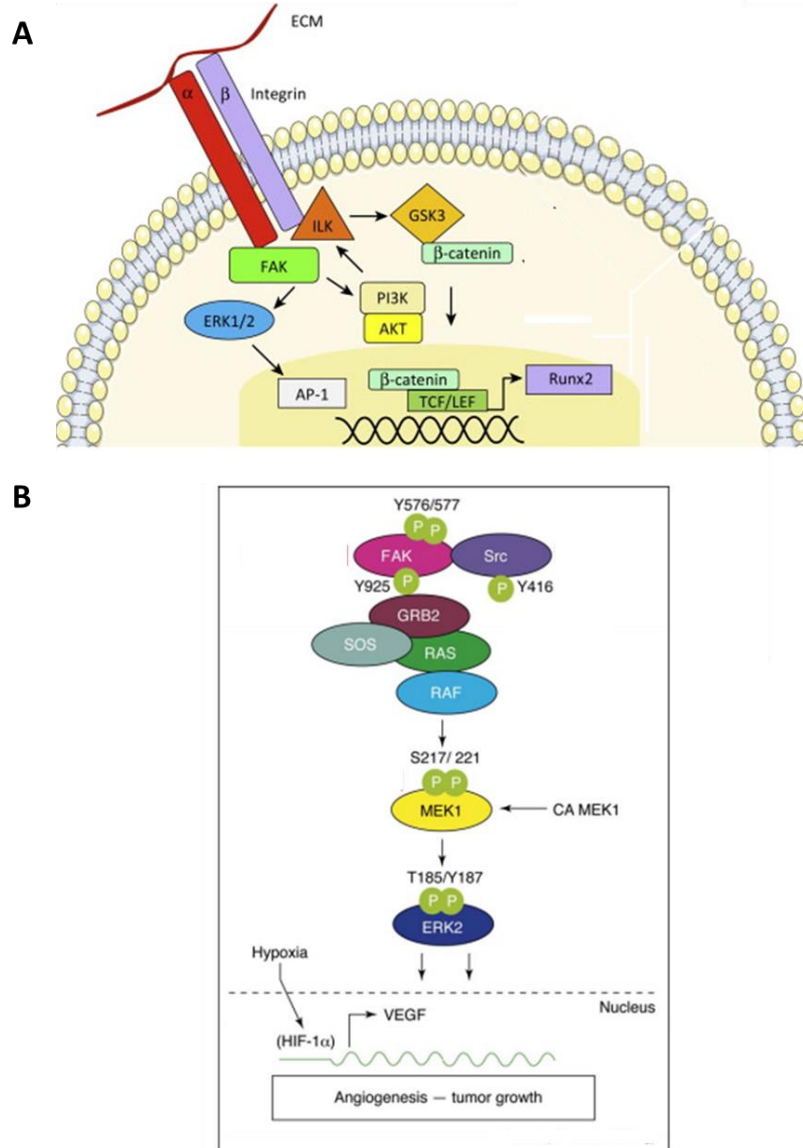 A
ECM
α
β
Integrin
ILK
GSK3
β-catenin
FAK
PI3K
AKT
ERK1/2
AP-1
β-catenin
TCF/LEF
Runx2
B
Y576/577
P P
FAK
Src
Y925
P
P
Y416
GRB2
SOS
RAS
RAF
S217/ 221
P P
MEK1
CA MEK1
T185/Y187
P P
ERK2
Hypoxia
Nucleus
VEGF
(HIF-1α)
Angiogenesis — tumor growth